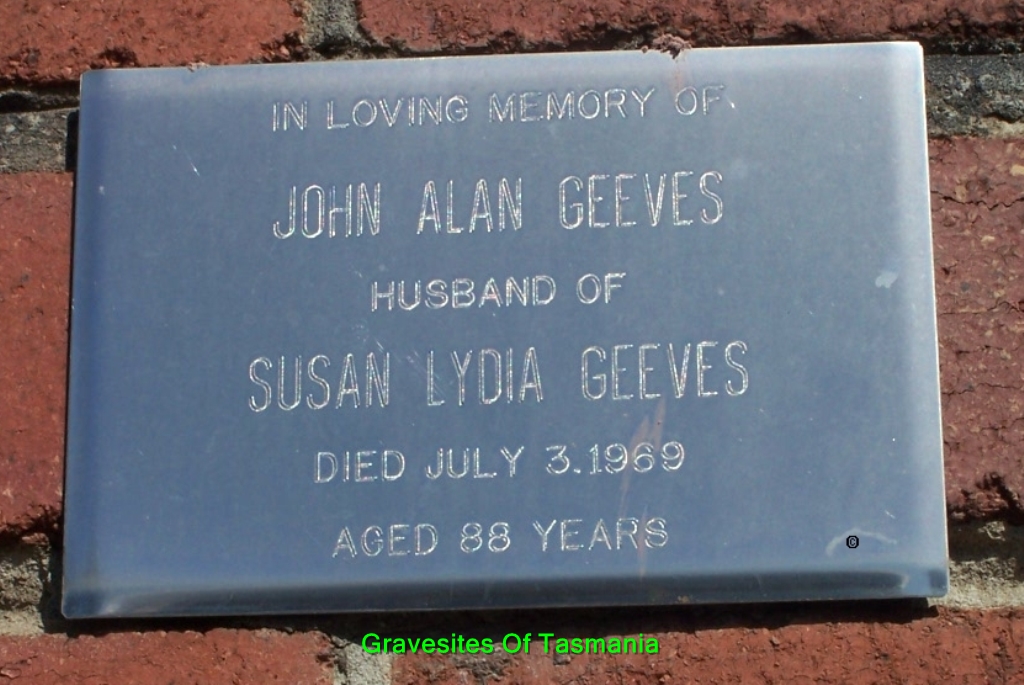 IN LOVING MEMORY OF
JOHN ALAN GEEVES
HUSBAND OF
SUSAN LYDIA GEEVES
DIED JULY 3.1969
AGED 88 YEARS
©
Gravesites Of Tasmania